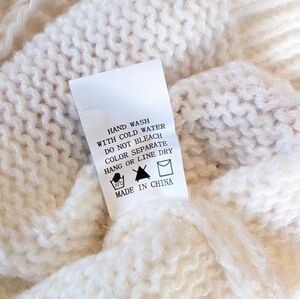 HAND WASH
WITH COLD WATER
DO NOT BLEACH
COLOR SEPARATE
HANG OR LINE DRY
MADE IN CHINA